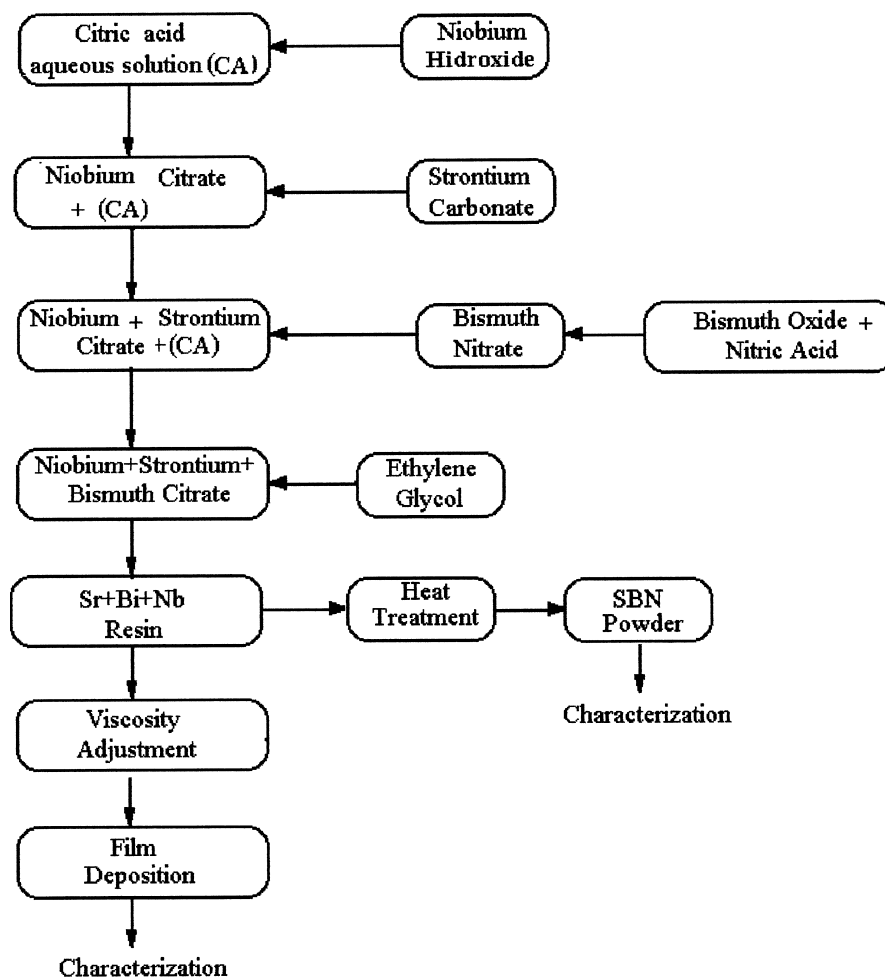 Citric acid
aqueous solution (CA)
Niobium
Hidroxide
Niobium Citrate
+ (CA)
Strontium
Carbonate
Niobium + Strontium
Citrate + (CA)
Bismuth
Nitrate
Bismuth Oxide +
Nitric Acid
Niobium+Strontium+
Bismuth Citrate
Ethylene
Glycol
Sr+Bi+Nb
Resin
Heat
Treatment
SBN
Powder
Characterization
Viscosity
Adjustment
Film
Deposition
Characterization